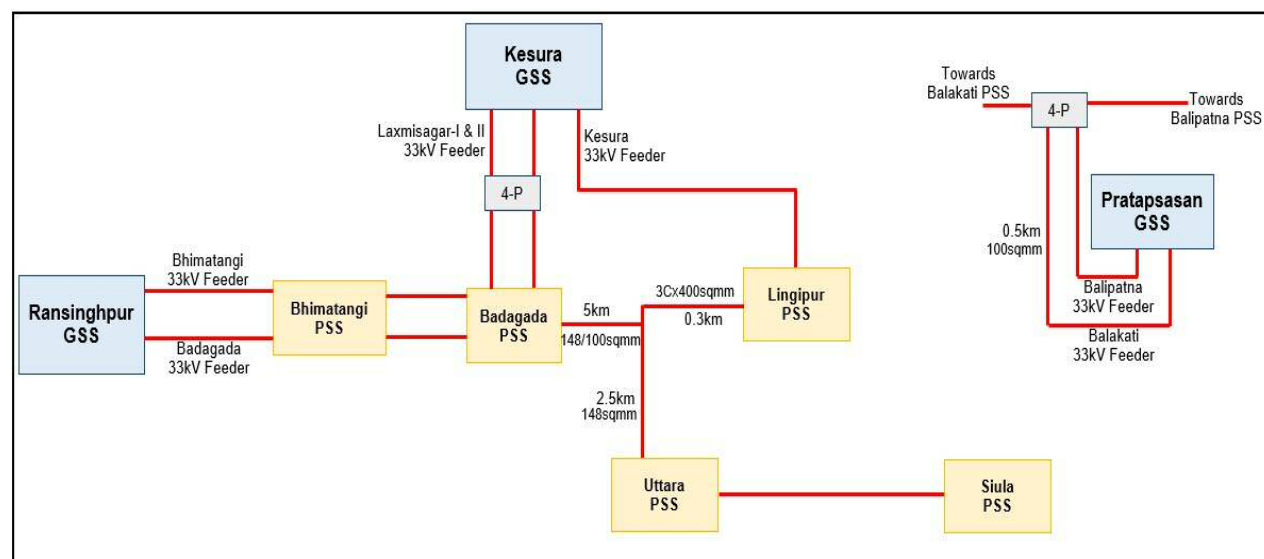 Kesura
GSS
Towards
Balakati PSS
4-P
Towards
Balipatna PSS
Laxmisagar-I & II
33kV Feeder
Kesura
33kV Feeder
4-P
Pratapsasan
GSS
0.5km
100sqmm
Bhimatangi
33kV Feeder
Balipatna
33kV Feeder
Ransinghpur
GSS
Bhimatangi
PSS
Badagada
PSS
5km
148/100sqmm
3Cx400sqmm
0.3km
Lingipur
PSS
Balakati
33kV Feeder
Badagada
33kV Feeder
2.5km
148sqmm
Uttara
PSS
Siula
PSS